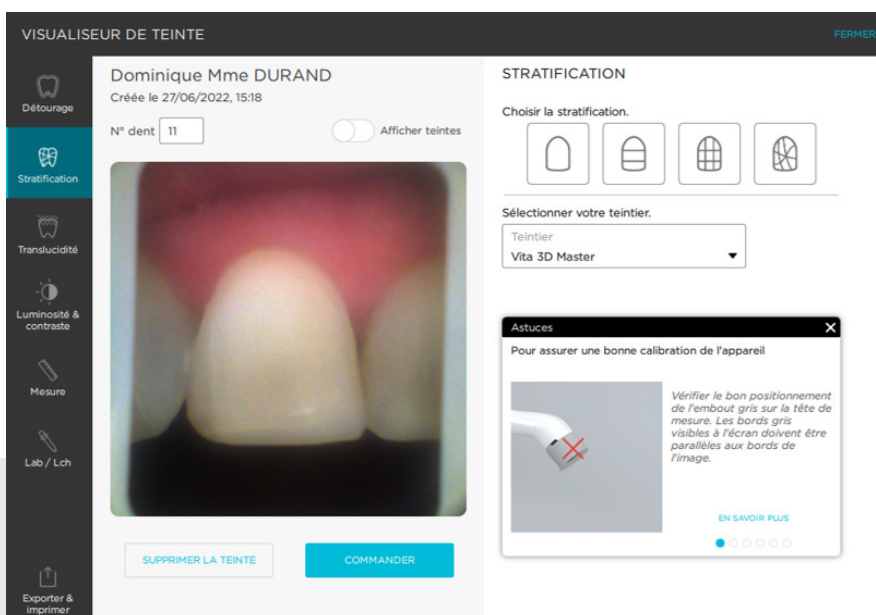 VISUALISEUR DE TEINTE
FERMER
Détourage
Stratification
Translucidité
Luminosité &
contraste
Mesure
Lab / Lch
Exporter &
imprimer
Dominique Mme DURAND
Créée le 27/06/2022, 15:18
N° dent 11
Afficher teintes
SUPPRIMER LA TEINTE
COMMANDER
STRATIFICATION
Choisir la stratification.
Sélectionner votre teintier.
Teintier
Vita 3D Master
Astuces
Pour assurer une bonne calibration de l'appareil
Vérifier le bon positionnement
de l'embout gris sur la tête de
mesure. Les bords gris
visibles à l'écran doivent être
parallèles aux bords de
l'image.
EN SAVOIR PLUS